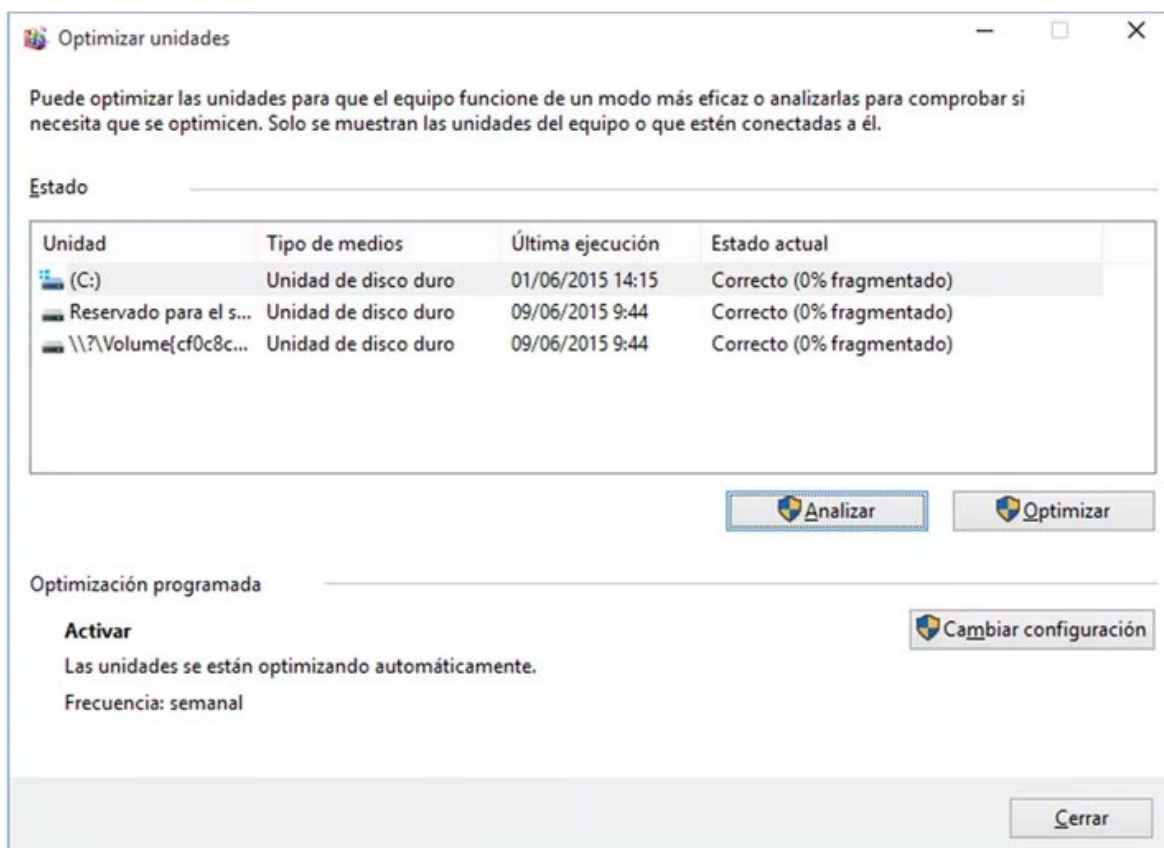 Optimizar unidades
Puede optimizar las unidades para que el equipo funcione de un modo más eficaz o analizarlas para comprobar si
necesita que se optimicen. Solo se muestran las unidades del equipo o que estén conectadas a él.
Estado
Unidad Tipo de medios Última ejecución Estado actual
(C:) Unidad de disco duro 01/06/2015 14:15 Correcto (0% fragmentado)
Reservado para el s... Unidad de disco duro 09/06/2015 9:44 Correcto (0% fragmentado)
\\?\Volume{cf0c8c... Unidad de disco duro 09/06/2015 9:44 Correcto (0% fragmentado)
Analizar Optimizar
Optimización programada
Activar
Cambiar configuración
Las unidades se están optimizando automáticamente.
Frecuencia: semanal
Cerrar